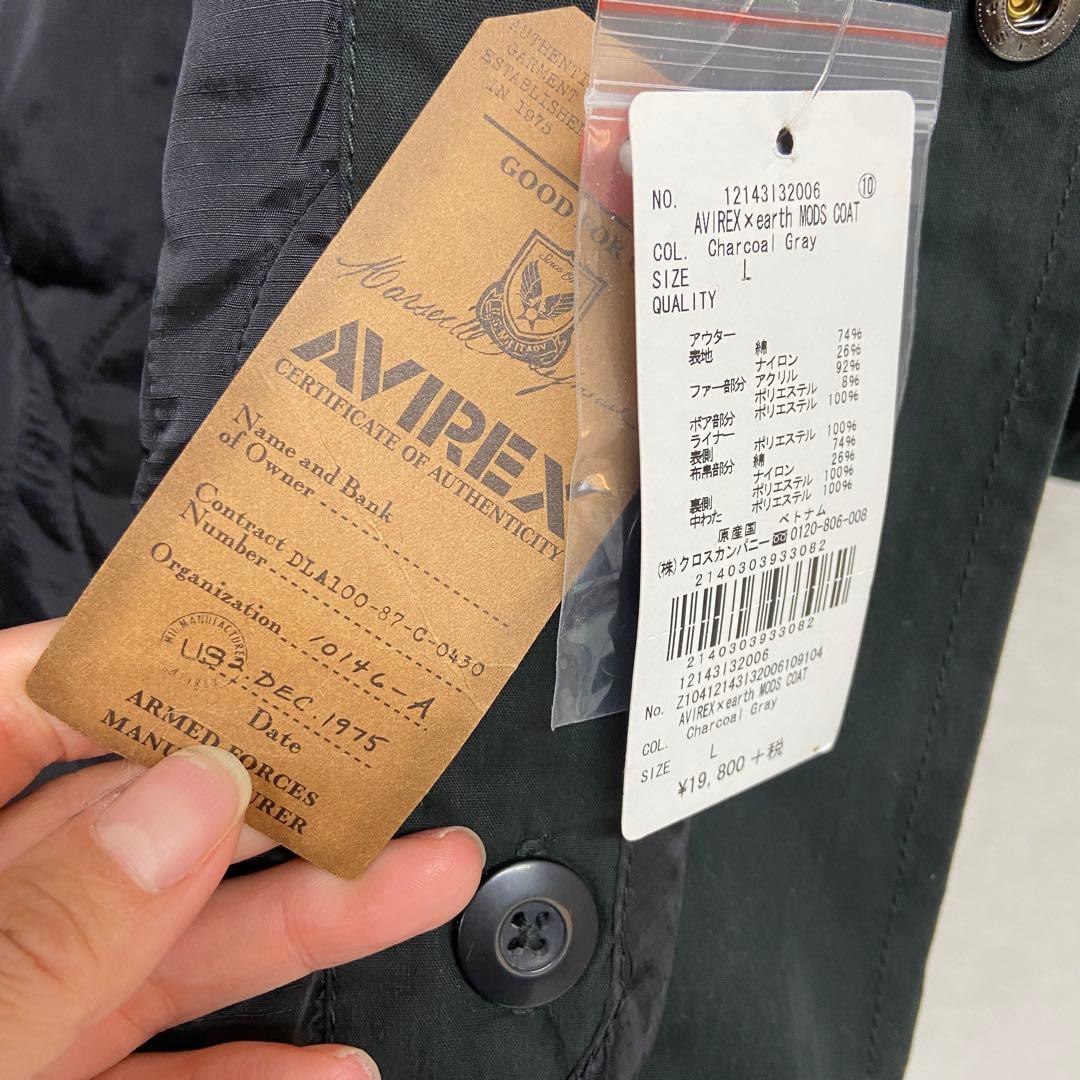 AUTHENTIC
GARMENT
ESTABLISHED
IN 1975
GOOD FOR
Since
U.S. MILITARY
AVIREX
CERTIFICATE OF AUTHENTICITY
Name and Bank
of Owner
Contract DLA100-87-C-0430
Number
Organization 10146-A
MIL MANUFACTURER
DEC. 1975
Date
ARMED FORCES
MANUFACTURER
NO. 12143I32006 ⑩
AVIREX×earth MODS COAT
COL. Charcoal Gray
SIZE L
QUALITY
アウター
表地 綿 74%
ナイロン 26%
ファー部分 アクリル 92%
ポリエステル 8%
ボア部分 ポリエステル 100%
ライナー
表側 ポリエステル 100%
布帛部分 綿 74%
ナイロン 26%
裏側 ポリエステル 100%
中わた ポリエステル 100%
原産国 ベトナム
(株)クロスカンパニー 0120-806-008
2140303933082
2140303933082
12143I32006
Z10412143I32006109104
No. AVIREX×earth MODS COAT
COL. Charcoal Gray
SIZE L
¥19,800 +税